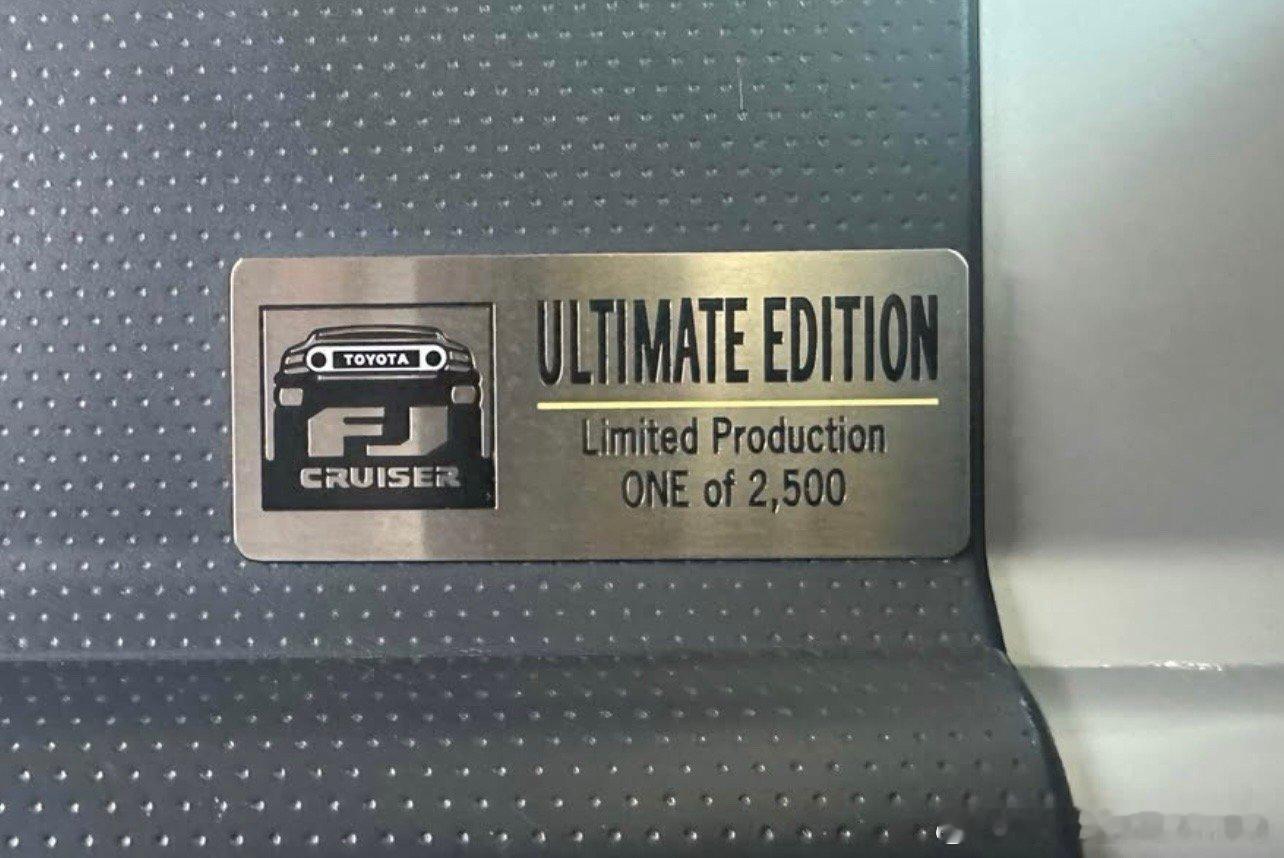 TOYOTA
FJ
CRUISER
ULTIMATE EDITION
Limited Production
ONE of 2,500